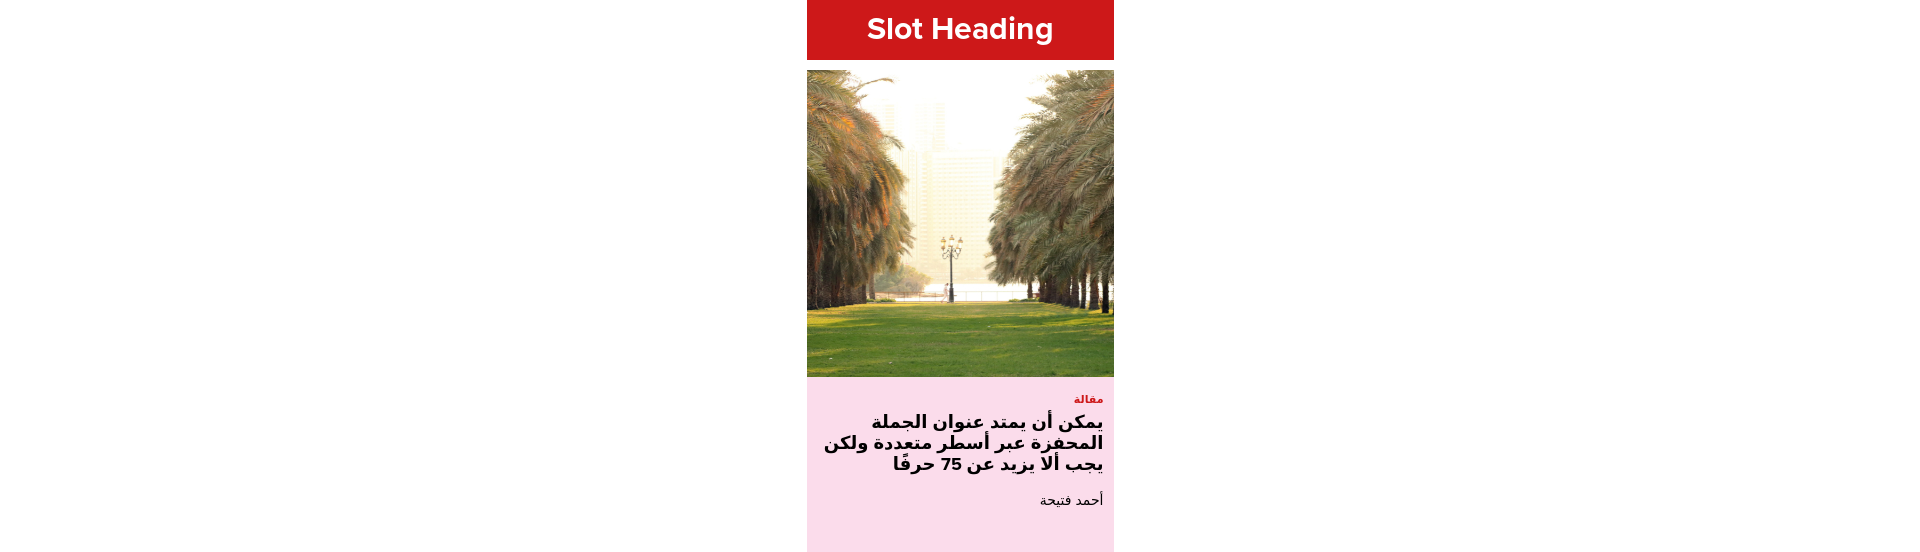 Slot Heading
مقالة
يمكن أن يمتد عنوان الجملة
المحفزة عبر أسطر متعددة ولكن
يجب ألا يزيد عن 75 حرفًا
أحمد فتيحة